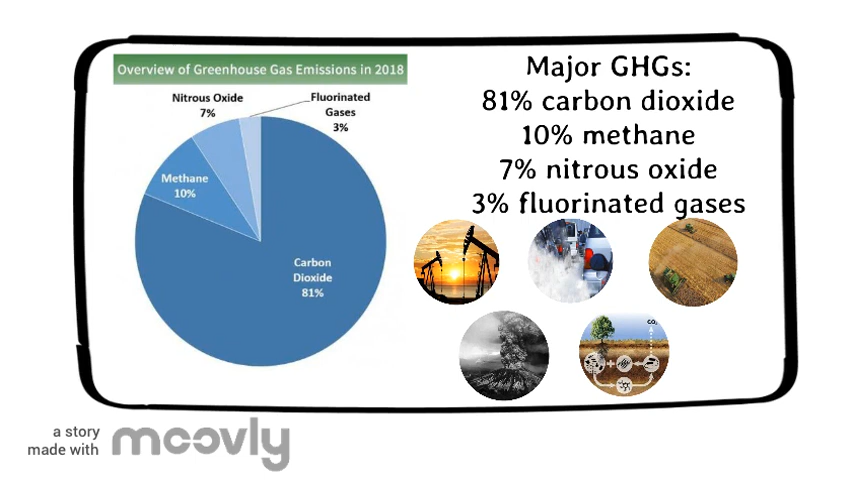 Overview of Greenhouse Gas Emissions in 2018
Nitrous Oxide
7%
Fluorinated
Gases
3%
Methane
10%
Carbon
Dioxide
81%
Major GHGs:
81% carbon dioxide
10% methane
7% nitrous oxide
3% fluorinated gases
CO₂
a story
made with
moovly